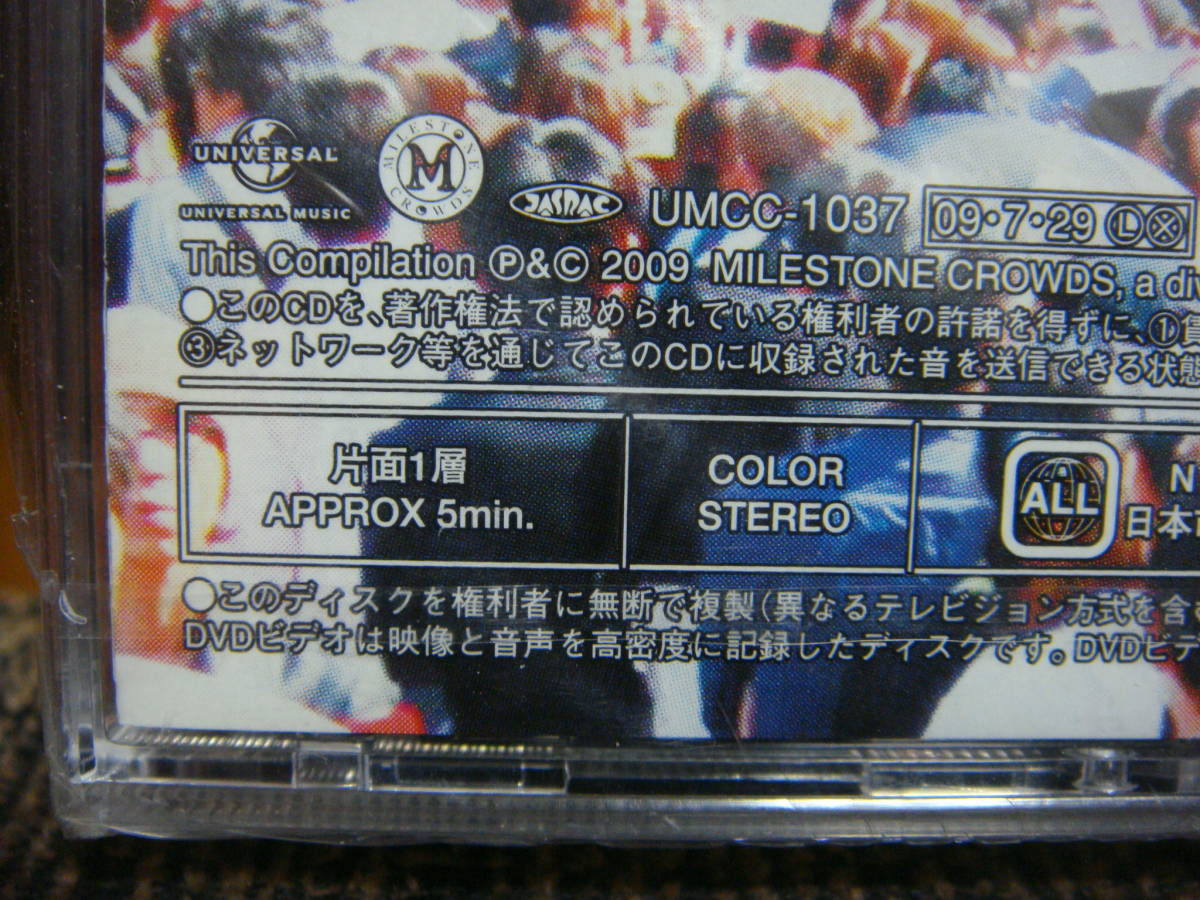 UNIVERSAL
UNIVERSAL MUSIC
MILESTONE CROWDS
M
JASRAC
UMCC-1037
09・7・29 Ⓛ Ⓧ
This Compilation Ⓟ&© 2009 MILESTONE CROWDS, a di
●このCDを、著作権法で認められている権利者の許諾を得ずに、①
③ネットワーク等を通じてこのCDに収録された音を送信できる状態
片面1層
APPROX 5min.
COLOR
STEREO
ALL
N
日本
●このディスクを権利者に無断で複製(異なるテレビジョン方式を含
DVDビデオは映像と音声を高密度に記録したディスクです。DVDビデ